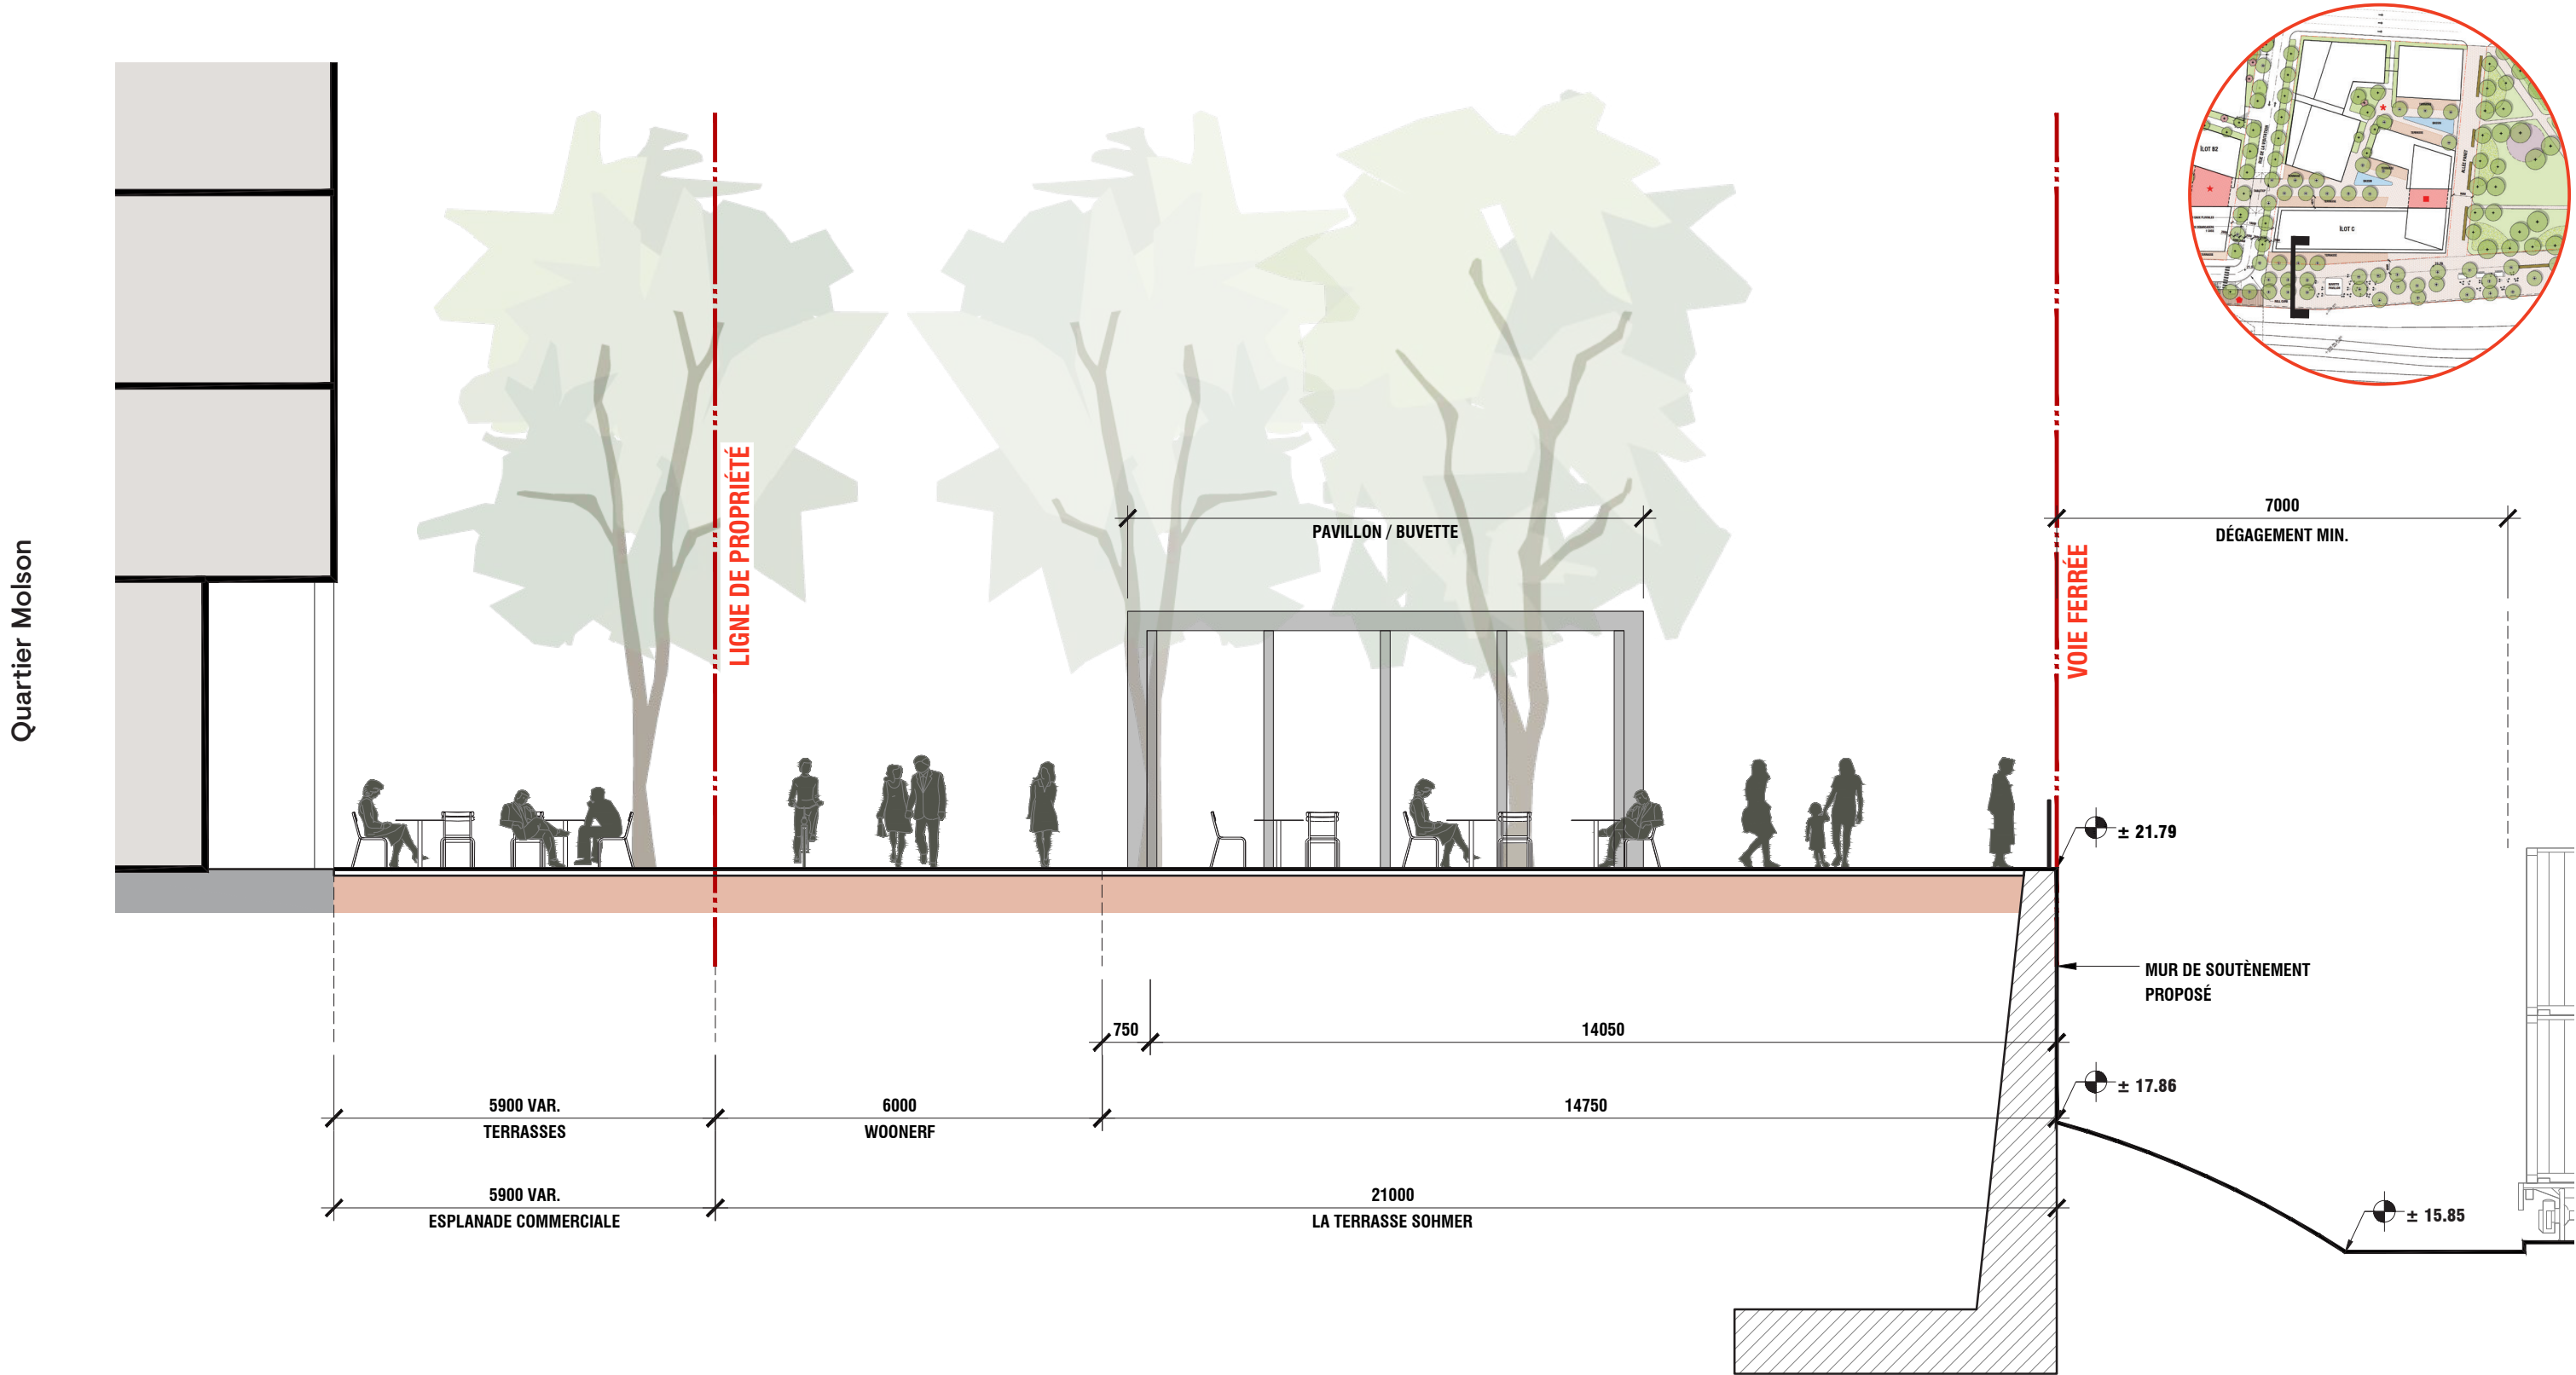 Quartier Molson
LIGNE DE PROPRIÉTÉ
PAVILLON / BUVETTE
VOIE FERRÉE
7000
DÉGAGEMENT MIN.
± 21.79
MUR DE SOUTÈNEMENT
PROPOSÉ
750
14050
± 17.86
5900 VAR.
TERRASSES
6000
WOONERF
14750
5900 VAR.
ESPLANADE COMMERCIALE
21000
LA TERRASSE SOHMER
± 15.85
ÎLOT B2
ÎLOT C